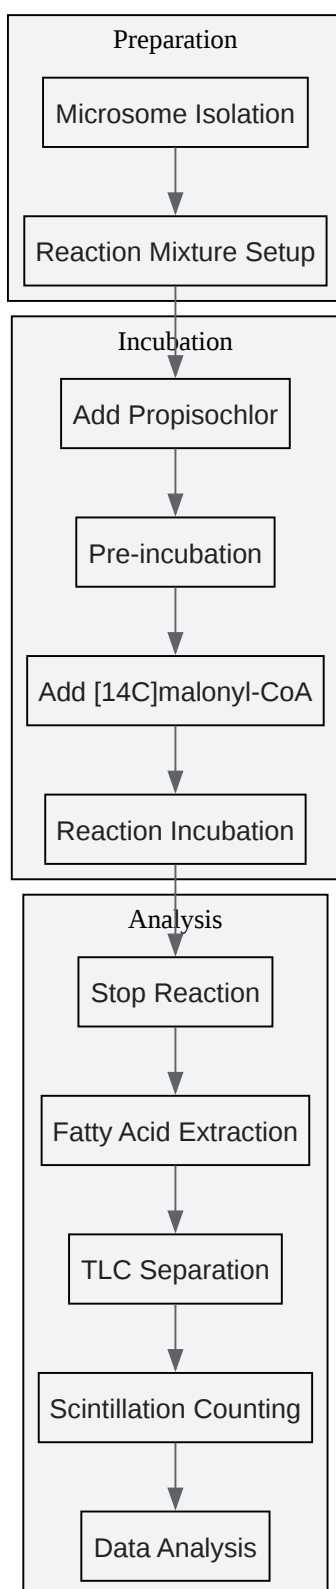 Preparation
Microsome Isolation
Reaction Mixture Setup
Incubation
Add Propisochlor
Pre-incubation
Add [14C]malonyl-CoA
Reaction Incubation
Analysis
Stop Reaction
Fatty Acid Extraction
TLC Separation
Scintillation Counting
Data Analysis